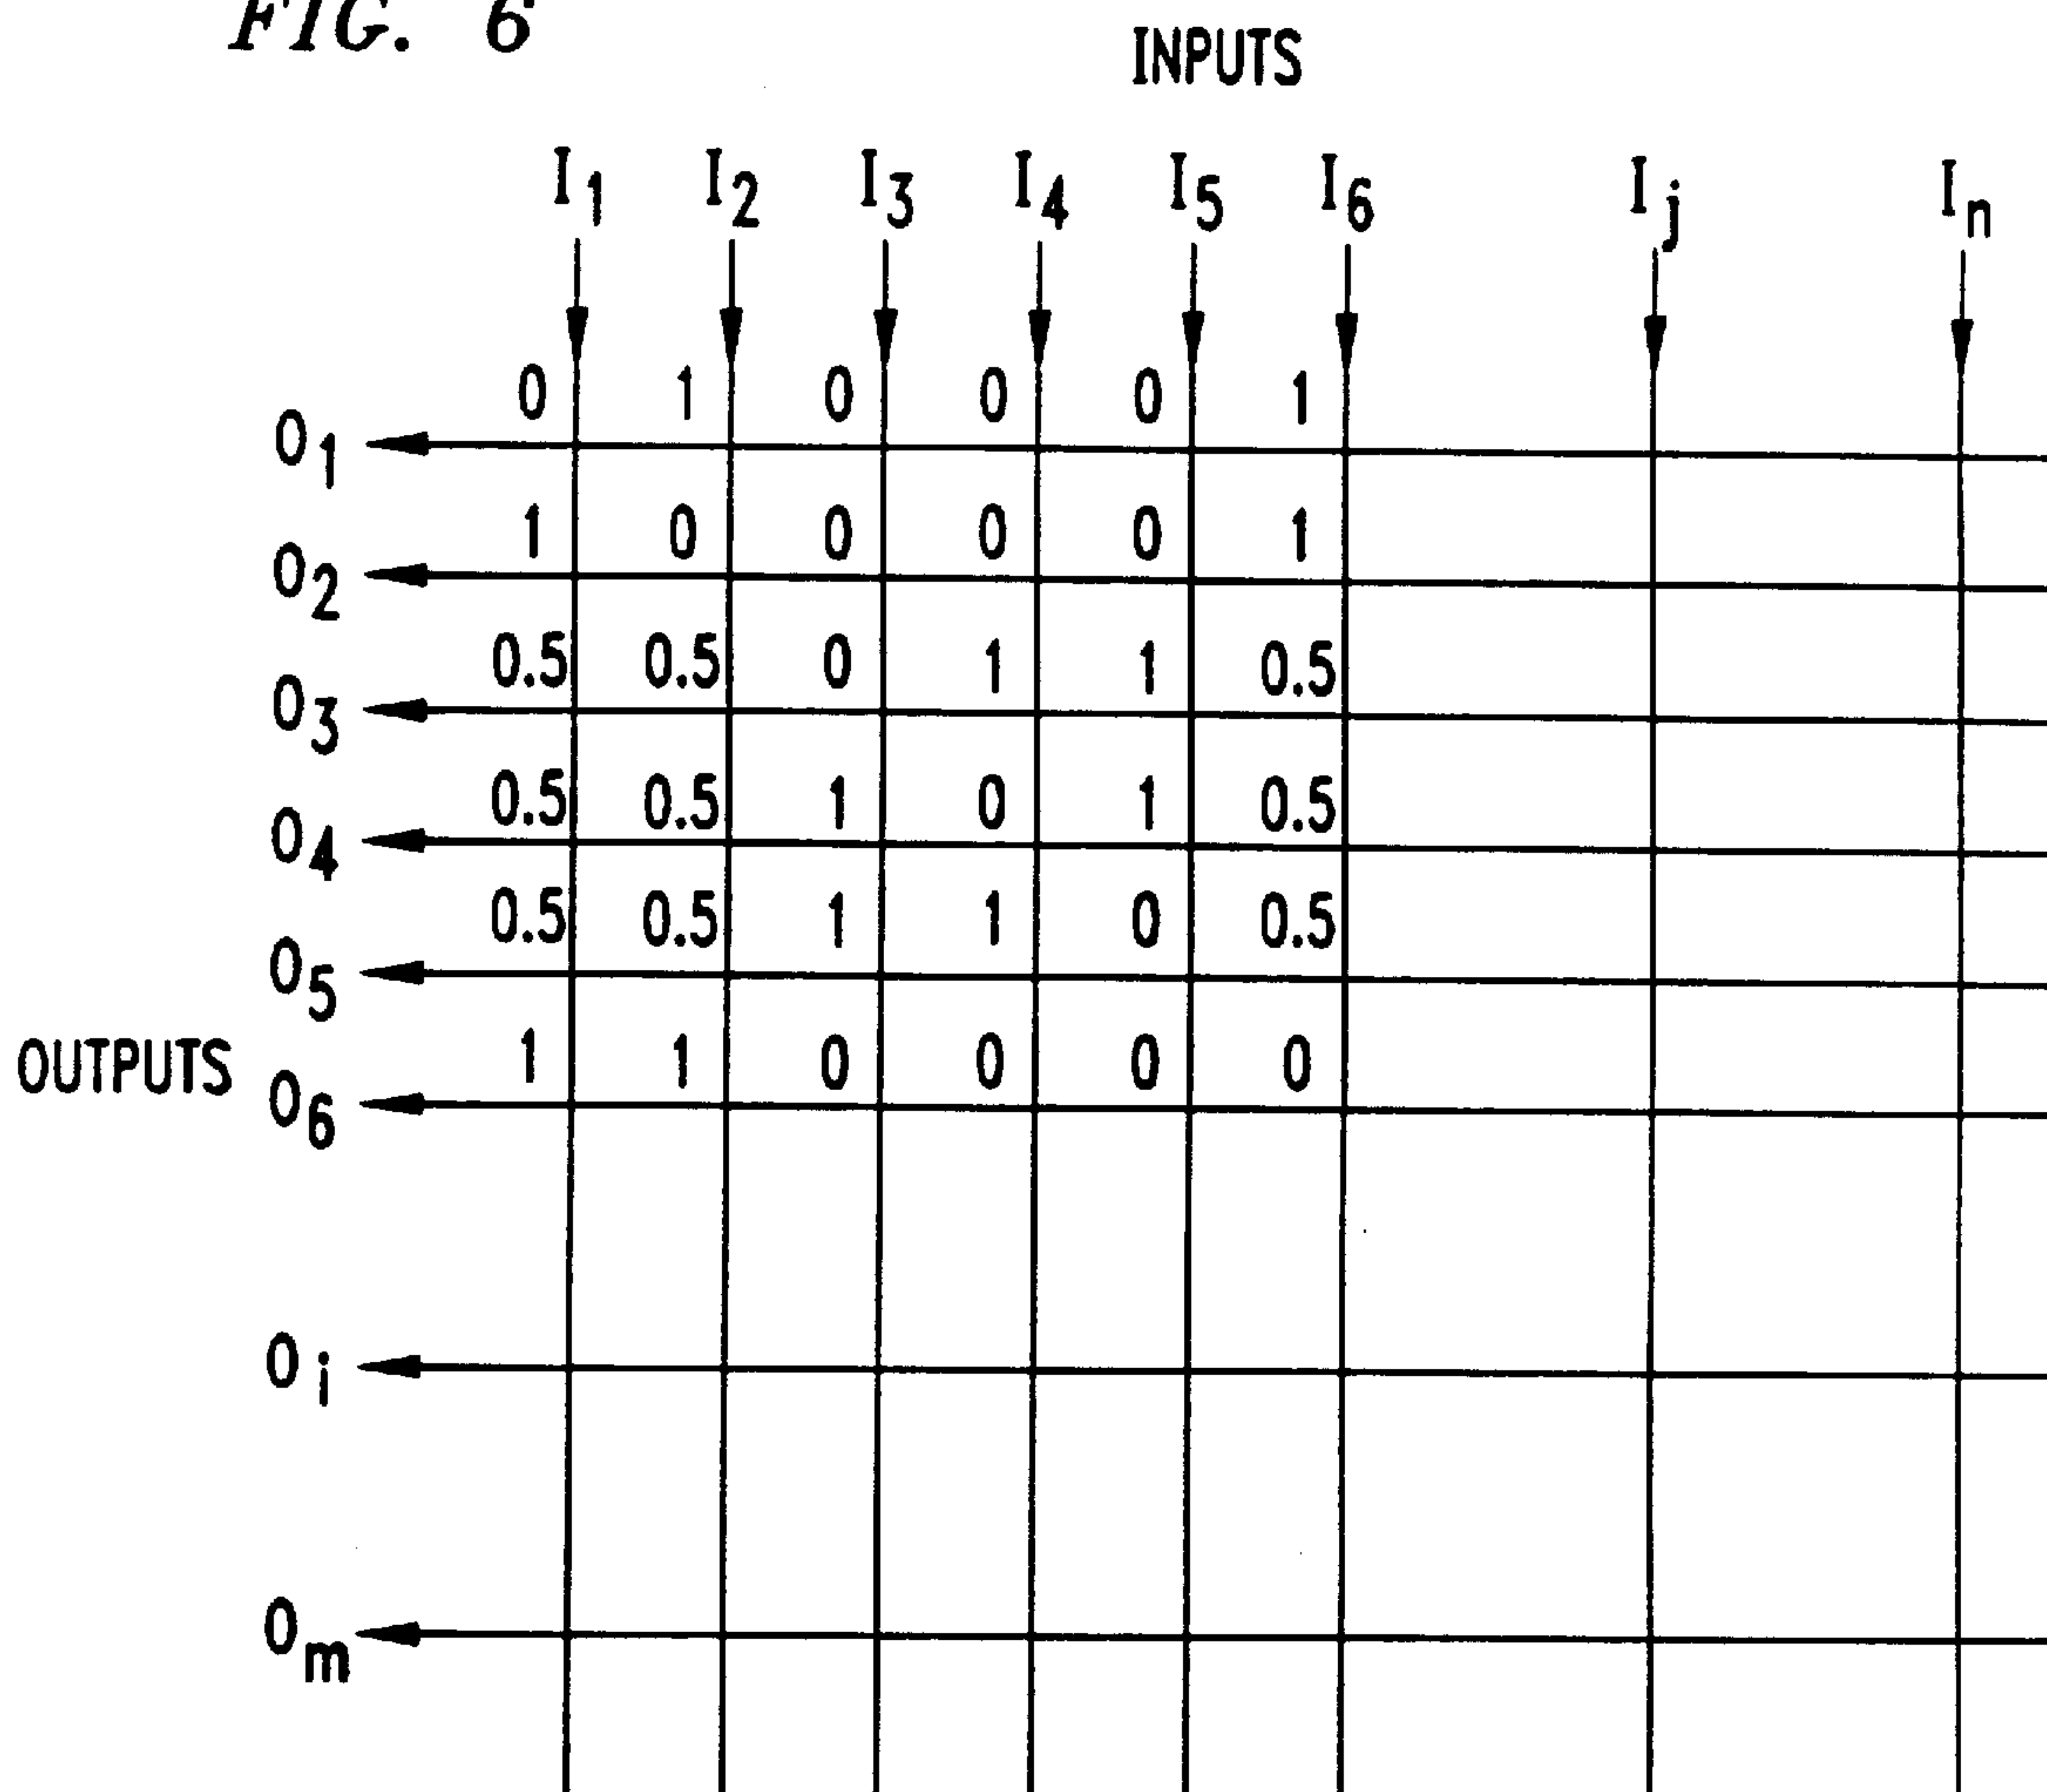 FIG. 6
INPUTS
I1 I2 I3 I4 I5 I6 Ij In
0 1 0 0 0 1
O1
1 0 0 0 0 1
O2
0.5 0.5 0 1 1 0.5
O3
0.5 0.5 1 0 1 0.5
O4
0.5 0.5 1 1 0 0.5
O5
1 1 0 0 0 0
OUTPUTS
O6
Oi
Om